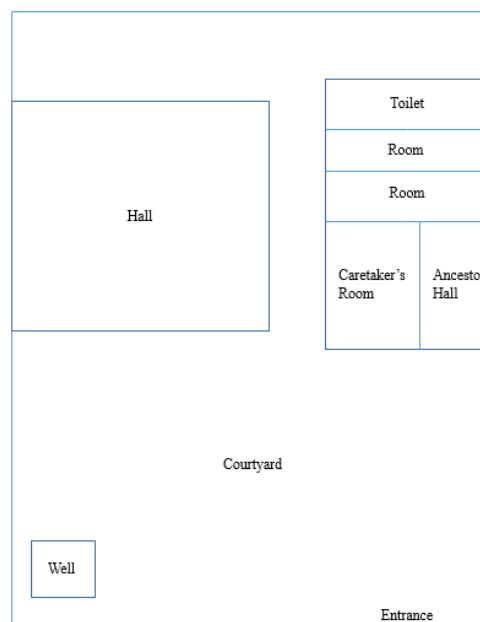 Toilet
Room
Room
Hall
Caretaker's
Room
Ancesto
Hall
Courtyard
Well
Entrance